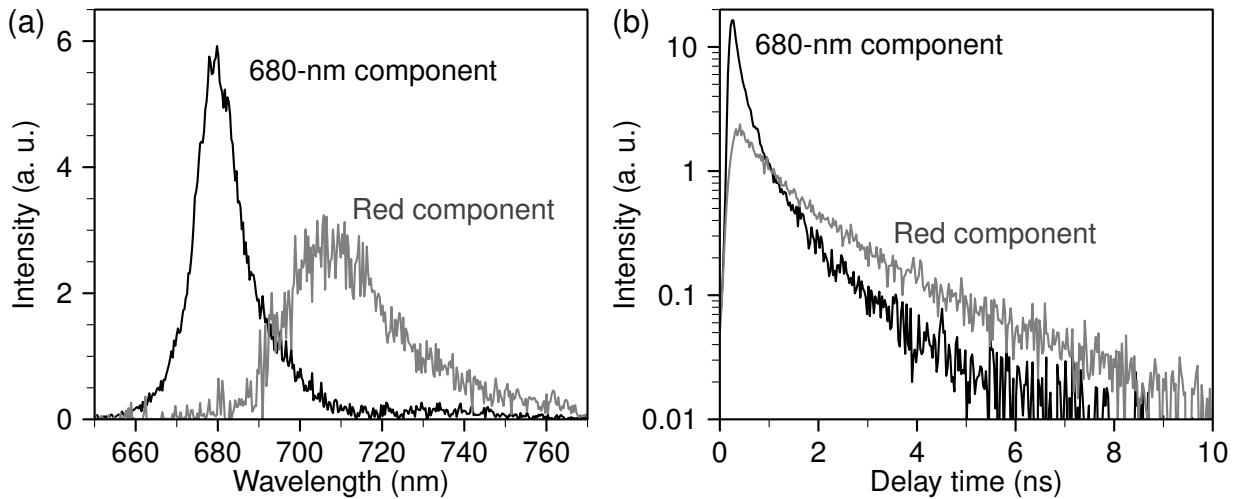 (a)
6
4
2
0
Intensity (a. u.)
680-nm component
Red component
660 680 700 720 740 760
Wavelength (nm)
(b)
10
1
0.1
0.01
Intensity (a. u.)
680-nm component
Red component
0 2 4 6 8 10
Delay time (ns)